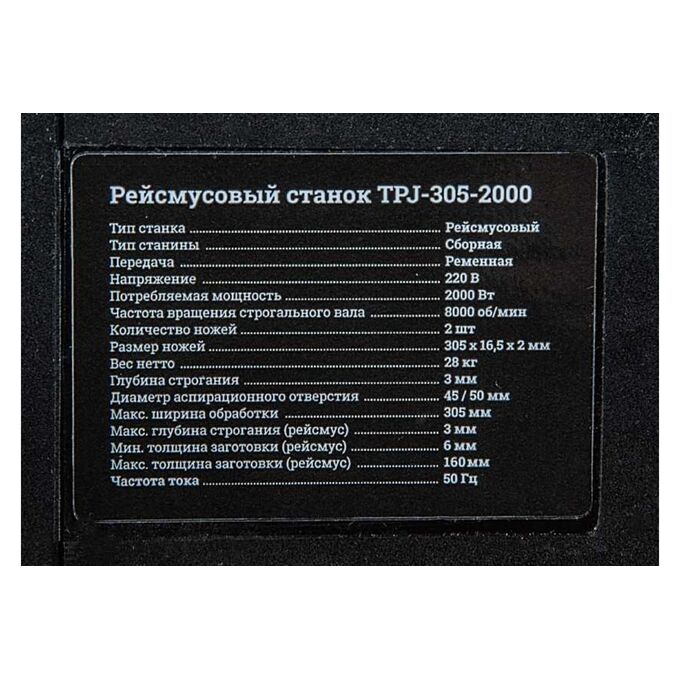 Рейсмусовый станок TPJ-305-2000
Тип станка ........ Рейсмусовый
Тип станины ........ Сборная
Передача ........ Ременная
Напряжение ........ 220 В
Потребляемая мощность ........ 2000 Вт
Частота вращения строгального вала ........ 8000 об/мин
Количество ножей ........ 2 шт
Размер ножей ........ 305 x 16,5 x 2 мм
Вес нетто ........ 28 кг
Глубина строгания ........ 3 мм
Диаметр аспирационного отверстия ........ 45 / 50 мм
Макс. ширина обработки ........ 305 мм
Макс. глубина строгания (рейсмус) ........ 3 мм
Мин. толщина заготовки (рейсмус) ........ 6 мм
Макс. толщина заготовки (рейсмус) ........ 160 мм
Частота тока ........ 50 Гц